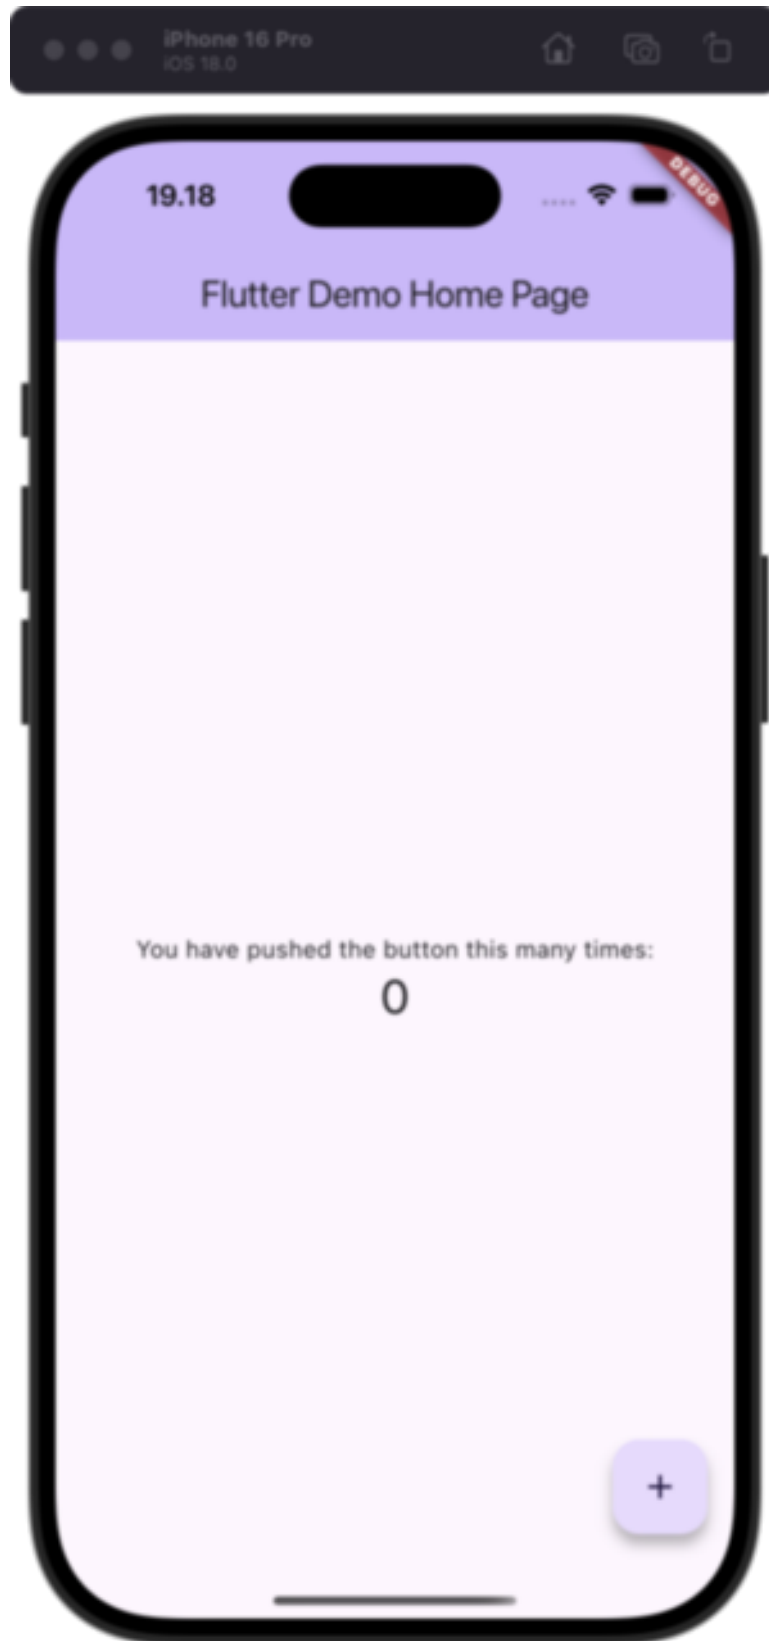 iPhone 16 Pro
iOS 18.0
19.18
DEBUG
Flutter Demo Home Page
You have pushed the button this many times:
0
+